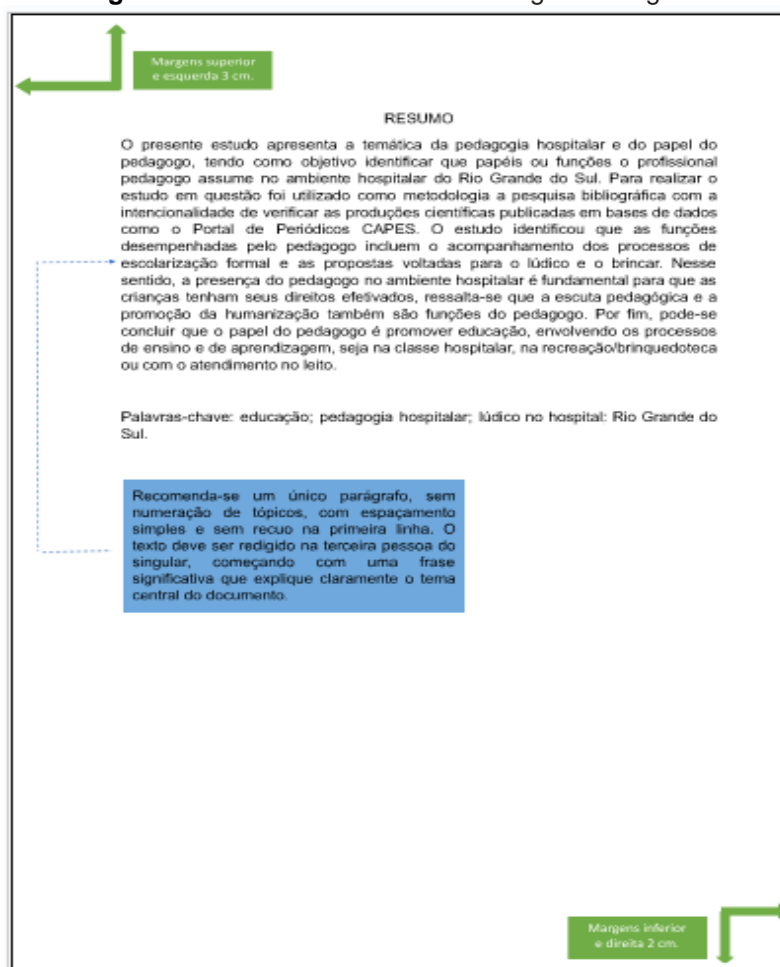 Margens superior
e esquerda 3 cm.
RESUMO
O presente estudo apresenta a temática da pedagogia hospitalar e do papel do
pedagogo, tendo como objetivo identificar que papéis ou funções o profissional
pedagogo assume no ambiente hospitalar do Rio Grande do Sul. Para realizar o
estudo em questão foi utilizado como metodologia a pesquisa bibliográfica com a
intencionalidade de verificar as produções científicas publicadas em bases de dados
como o Portal de Periódicos CAPES. O estudo identificou que as funções
desempenhadas pelo pedagogo incluem o acompanhamento dos processos de
escolarização formal e as propostas voltadas para o lúdico e o brincar. Nesse
sentido, a presença do pedagogo no ambiente hospitalar é fundamental para que as
crianças tenham seus direitos efetivados, ressalta-se que a escuta pedagógica e a
promoção da humanização também são funções do pedagogo. Por fim, pode-se
concluir que o papel do pedagogo é promover educação, envolvendo os processos
de ensino e de aprendizagem, seja na classe hospitalar, na recreação/brinquedoteca
ou com o atendimento no leito.
Palavras-chave: educação; pedagogia hospitalar; lúdico no hospital: Rio Grande do
Sul.
Recomenda-se um único parágrafo, sem
numeração de tópicos, com espaçamento
simples e sem recuo na primeira linha. O
texto deve ser redigido na terceira pessoa do
singular, começando com uma frase
significativa que explique claramente o tema
central do documento.
Margens inferior
e direita 2 cm.